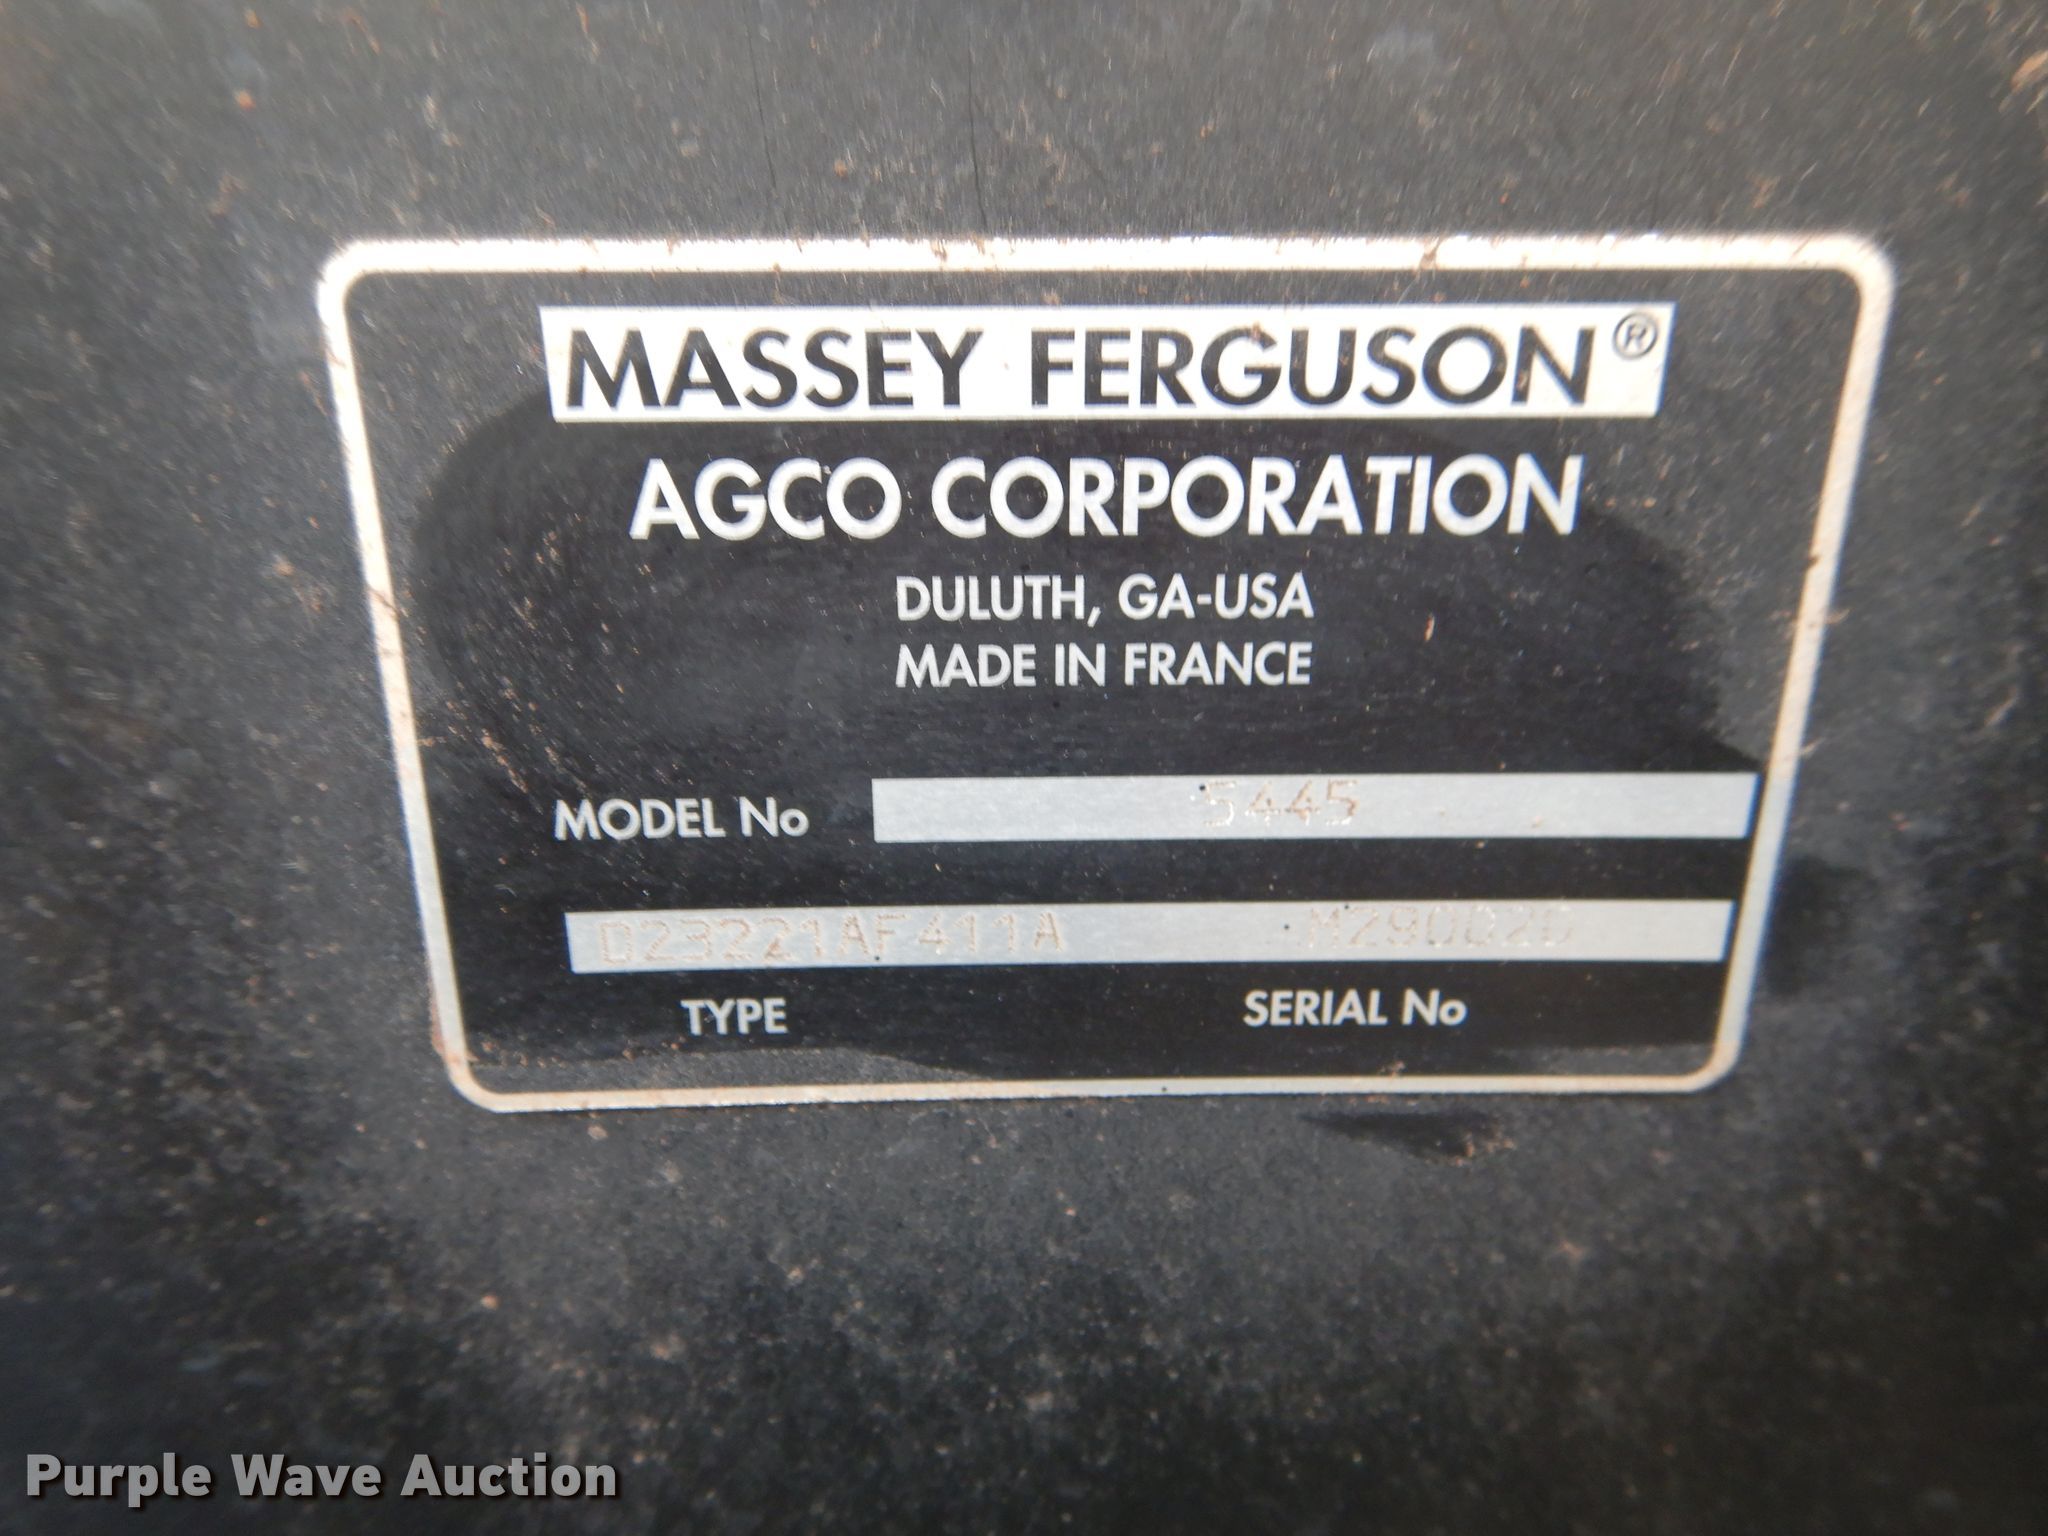 MASSEY FERGUSON®
AGCO CORPORATION
DULUTH, GA-USA
MADE IN FRANCE
MODEL No 5445
D23221AF411A
TYPE SERIAL No
Purple Wave Auction